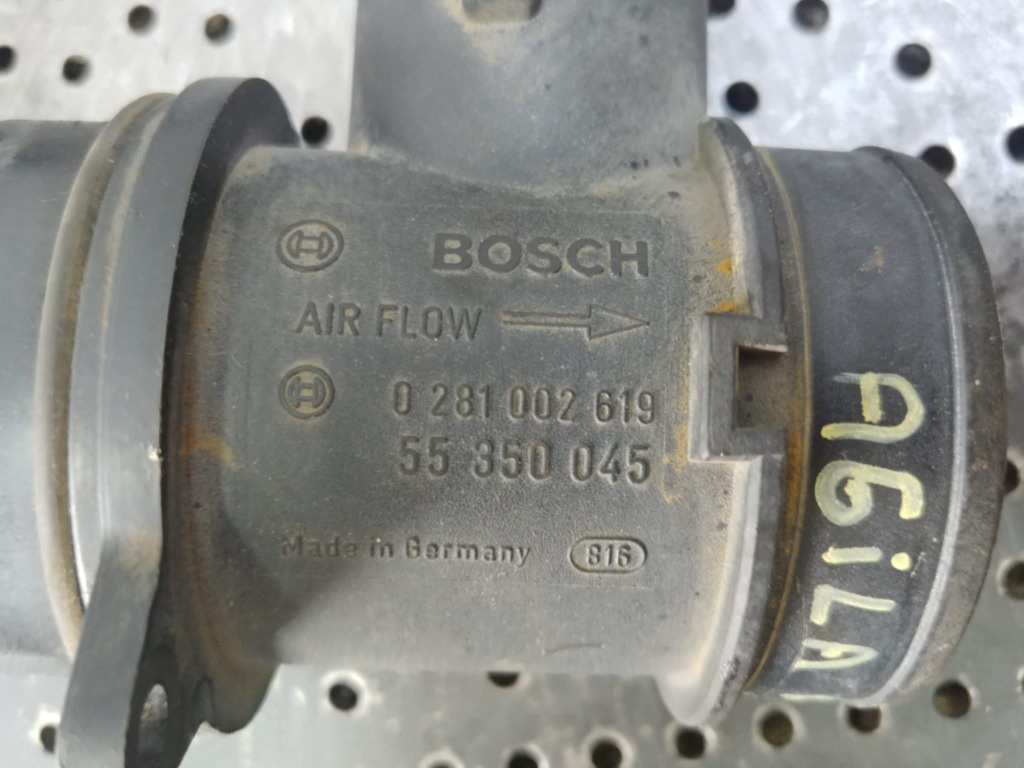 BOSCH
AIR FLOW
0 281 002 619
55 350 045
Made in Germany 816
AGiLA